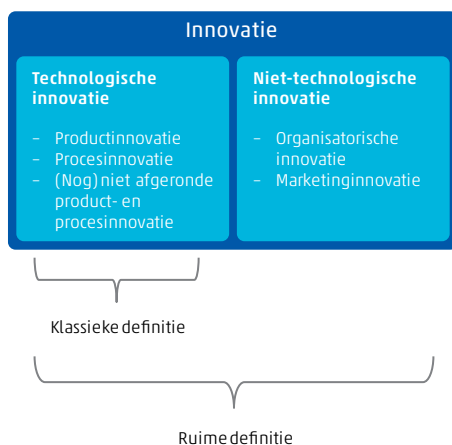 Innovatie
Technologische
innovatie
– Productinnovatie
– Procesinnovatie
– (Nog) niet afgeronde
product- en
procesinnovatie
Niet-technologische
innovatie
– Organisatorische
innovatie
– Marketinginnovatie
Klassieke definitie
Ruime definitie